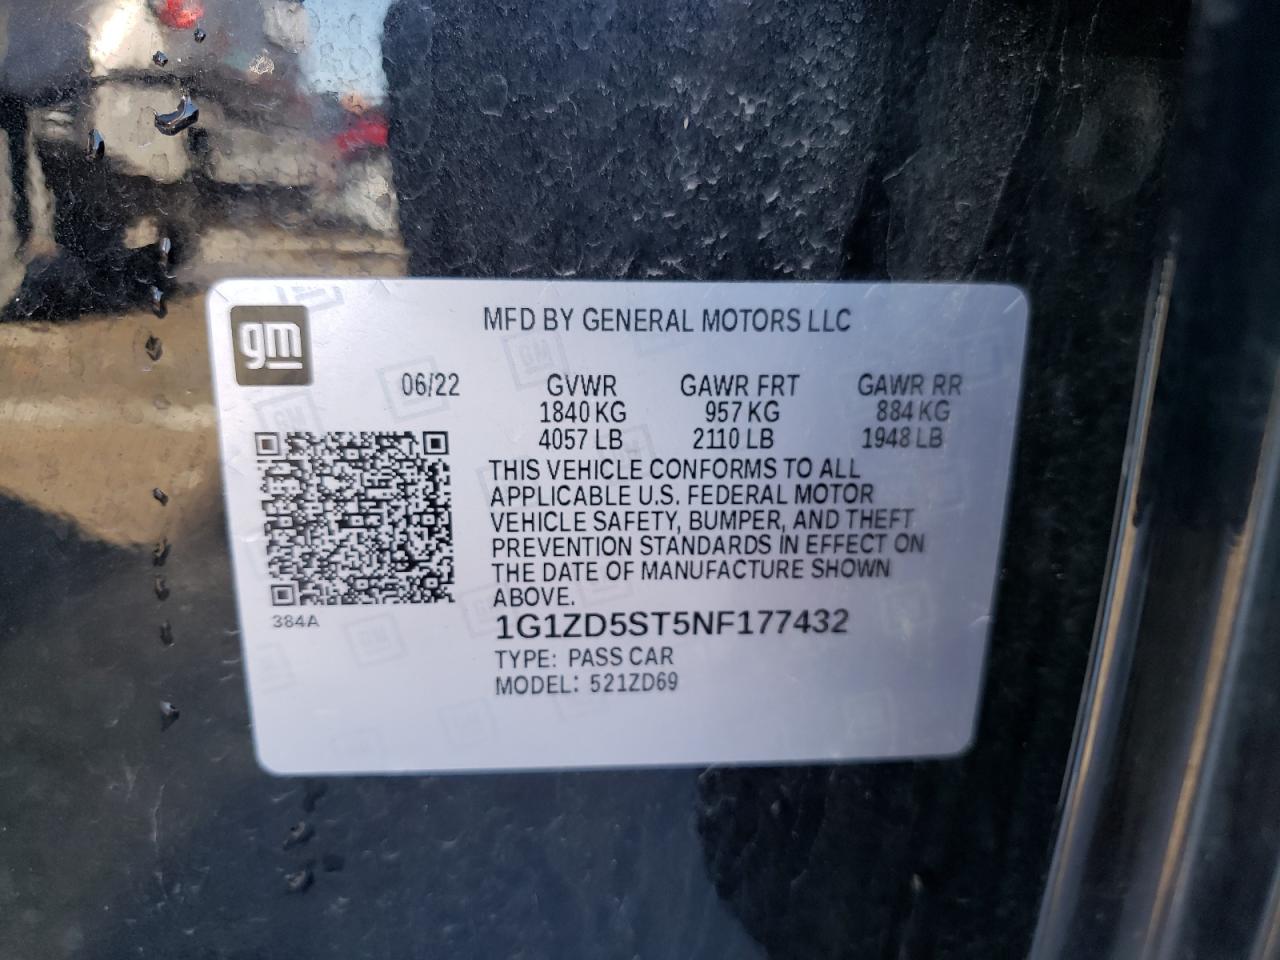 gm
MFD BY GENERAL MOTORS LLC
06/22 GVWR GAWR FRT GAWR RR
1840 KG 957 KG 884 KG
4057 LB 2110 LB 1948 LB
THIS VEHICLE CONFORMS TO ALL
APPLICABLE U.S. FEDERAL MOTOR
VEHICLE SAFETY, BUMPER, AND THEFT
PREVENTION STANDARDS IN EFFECT ON
THE DATE OF MANUFACTURE SHOWN
ABOVE.
384A
1G1ZD5ST5NF177432
TYPE: PASS CAR
MODEL: 521ZD69